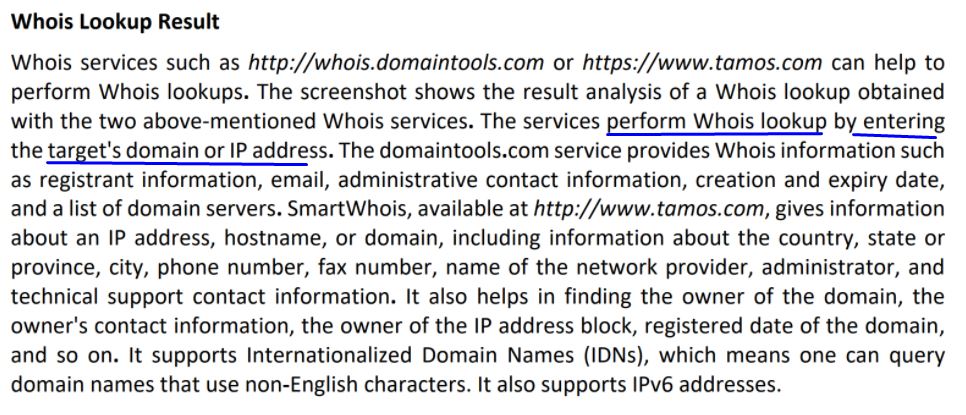 Whois Lookup Result
Whois services such as http://whois.domaintools.com or https://www.tamos.com can help to
perform Whois lookups. The screenshot shows the result analysis of a Whois lookup obtained
with the two above-mentioned Whois services. The services perform Whois lookup by entering
the target's domain or IP address. The domaintools.com service provides Whois information such
as registrant information, email, administrative contact information, creation and expiry date,
and a list of domain servers. SmartWhois, available at http://www.tamos.com, gives information
about an IP address, hostname, or domain, including information about the country, state or
province, city, phone number, fax number, name of the network provider, administrator, and
technical support contact information. It also helps in finding the owner of the domain, the
owner's contact information, the owner of the IP address block, registered date of the domain,
and so on. It supports Internationalized Domain Names (IDNs), which means one can query
domain names that use non-English characters. It also supports IPv6 addresses.